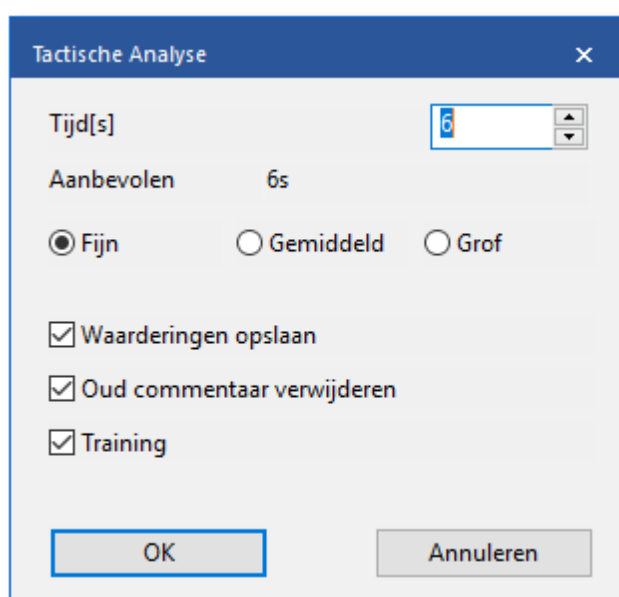 Tactische Analyse
Tijd[s] 6
Aanbevolen 6s
Fijn Gemiddeld Grof
Waarderingen opslaan
Oud commentaar verwijderen
Training
OK Annuleren